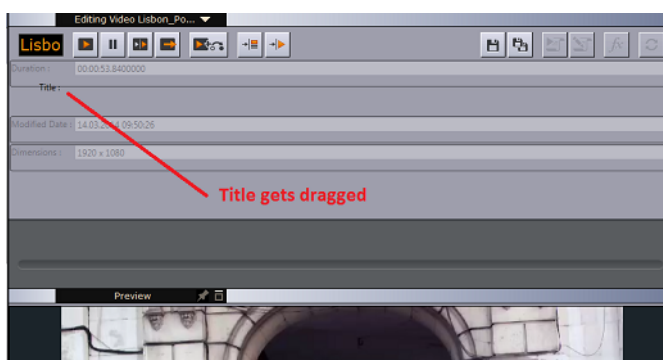 Editing Video Lisbon_Po...
Lisbo
Duration : 00:00:53.8400000
Title :
Modified Date : 14.03.2014 09:50:26
Dimensions : 1920 x 1080
Title gets dragged
Preview